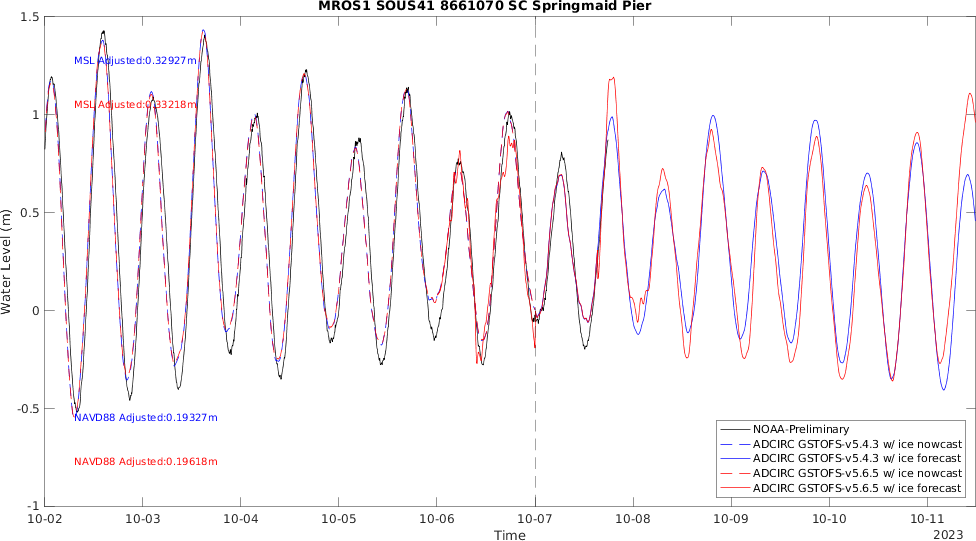 MROS1 SOUS41 8661070 SC Springmaid Pier
1.5
1
0.5
0
-0.5
-1
Water Level (m)
MSL Adjusted:0.32927m
MSL Adjusted:0.33218m
NAVD88 Adjusted:0.19327m
NAVD88 Adjusted:0.19618m
NOAA-Preliminary
ADCIRC GSTOFS-v5.4.3 w/ ice nowcast
ADCIRC GSTOFS-v5.4.3 w/ ice forecast
ADCIRC GSTOFS-v5.6.5 w/ ice nowcast
ADCIRC GSTOFS-v5.6.5 w/ ice forecast
10-02 10-03 10-04 10-05 10-06 10-07 10-08 10-09 10-10 10-11
Time
2023